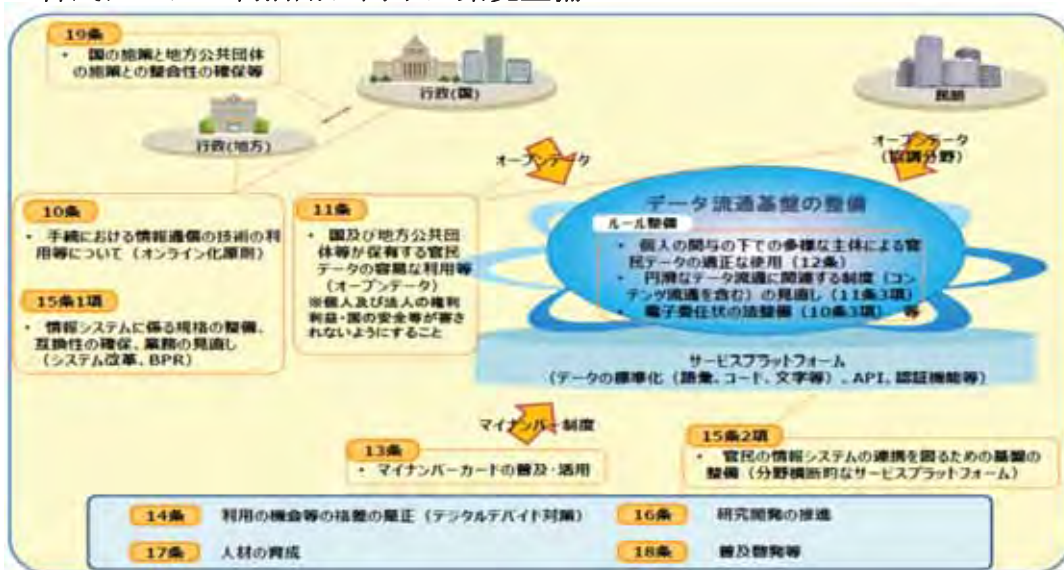 19条
・ 国の施策と地方公共団体
の施策との整合性の確保等
行政(国)
民間
行政(地方)
オープンデータ
オープンデータ
(協調分野)
10条
・ 手続における情報通信の技術の利
用等について(オンライン化原則)
15条1項
・ 情報システムに係る規格の整備、
互換性の確保、業務の見直し
(システム改革、BPR)
11条
・ 国及び地方公共団
体等が保有する官民
データの容易な利用等
(オープンデータ)
※個人及び法人の権利
利益・国の安全等が害さ
れないようにすること
データ流通基盤の整備
ルール整備
・ 個人の関与の下での多様な主体による官
民データの適正な使用(12条)
・ 円滑なデータ流通に関連する制度(コン
テンツ流通を含む)の見直し(11条3項)
・ 電子委任状の法整備(10条3項) 等
サービスプラットフォーム
(データの標準化(語彙、コード、文字等)、API、認証機能等)
マイナンバー制度
13条
・ マイナンバーカードの普及・活用
15条2項
・ 官民の情報システムの連携を図るための基盤の
整備(分野横断的なサービスプラットフォーム)
14条 利用の機会等の格差の是正(デジタルデバイド対策)
16条 研究開発の推進
17条 人材の育成
18条 普及啓発等